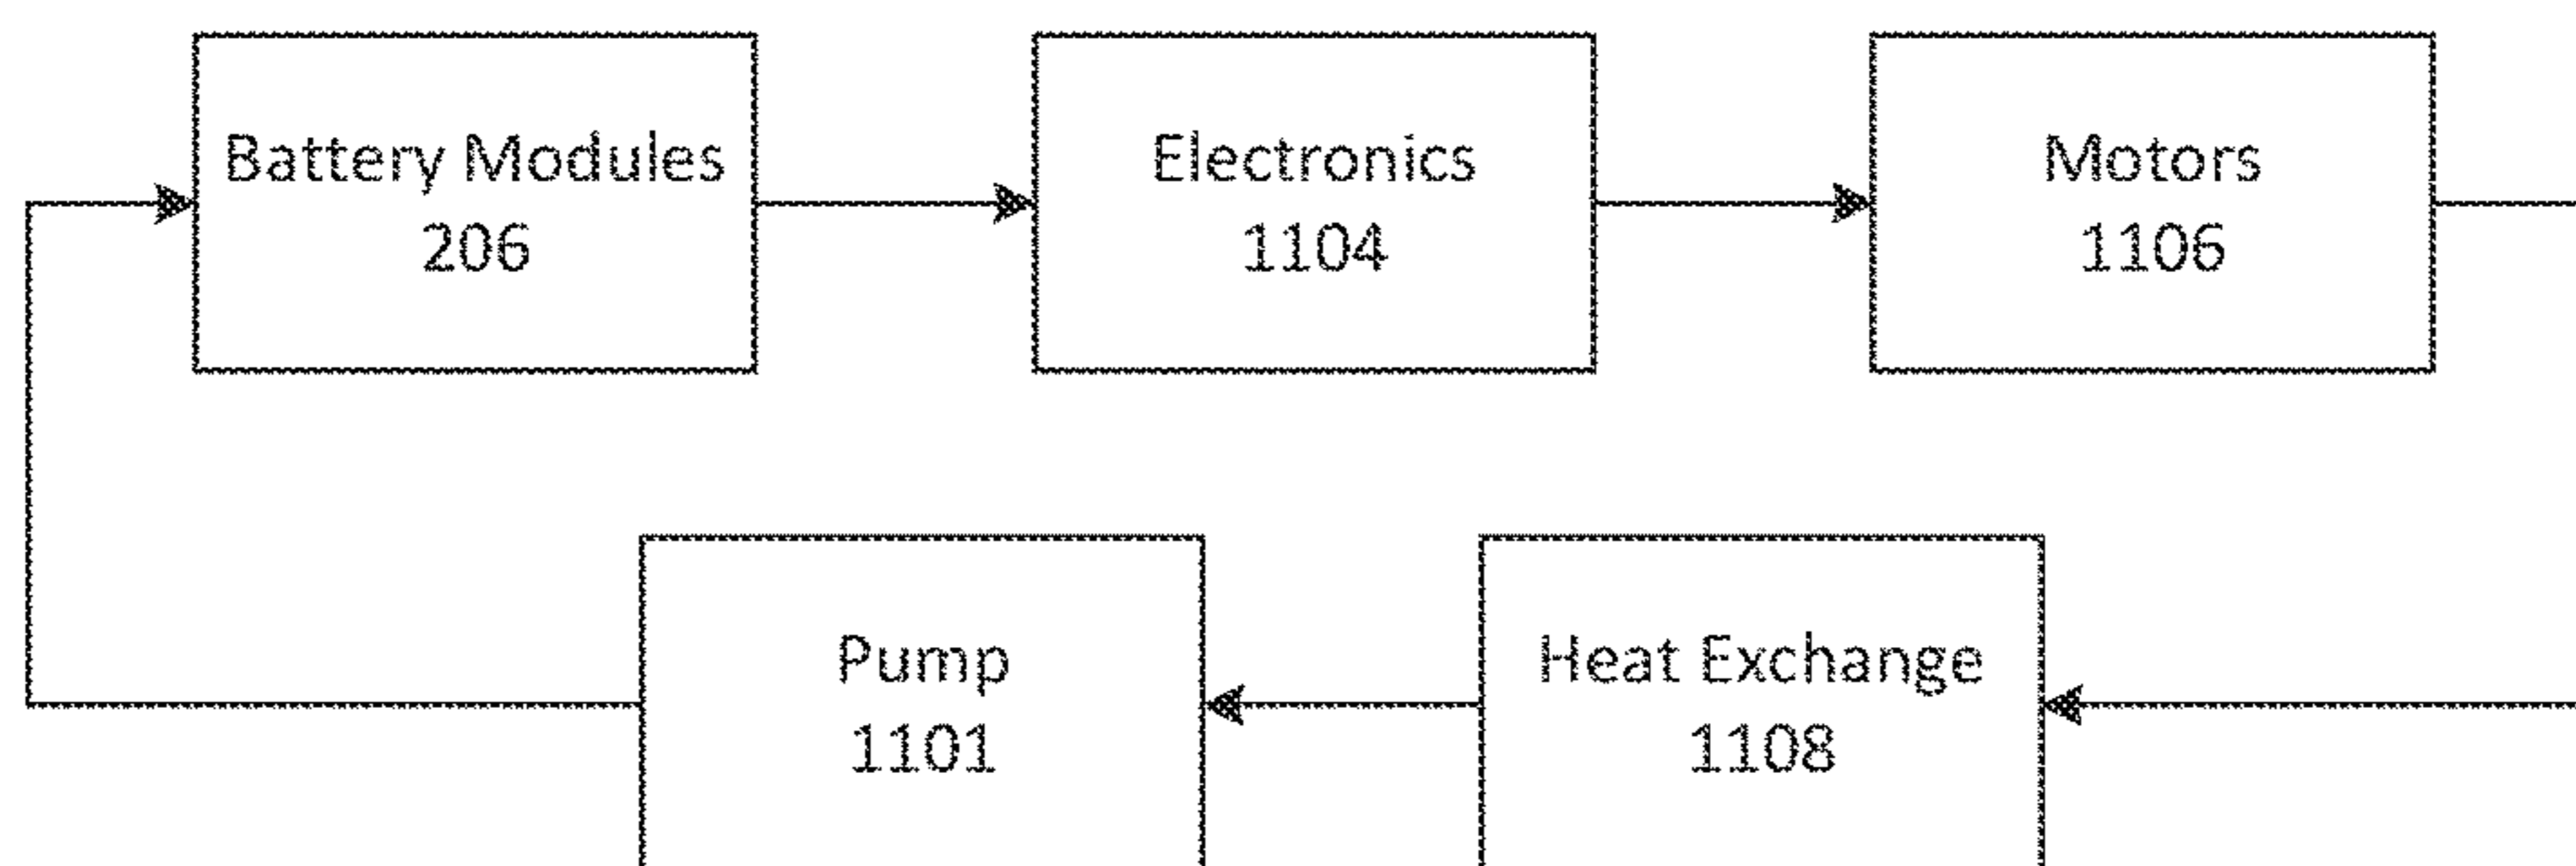 Battery Modules
206
Electronics
1104
Motors
1106
Pump
1101
Heat Exchange
1108